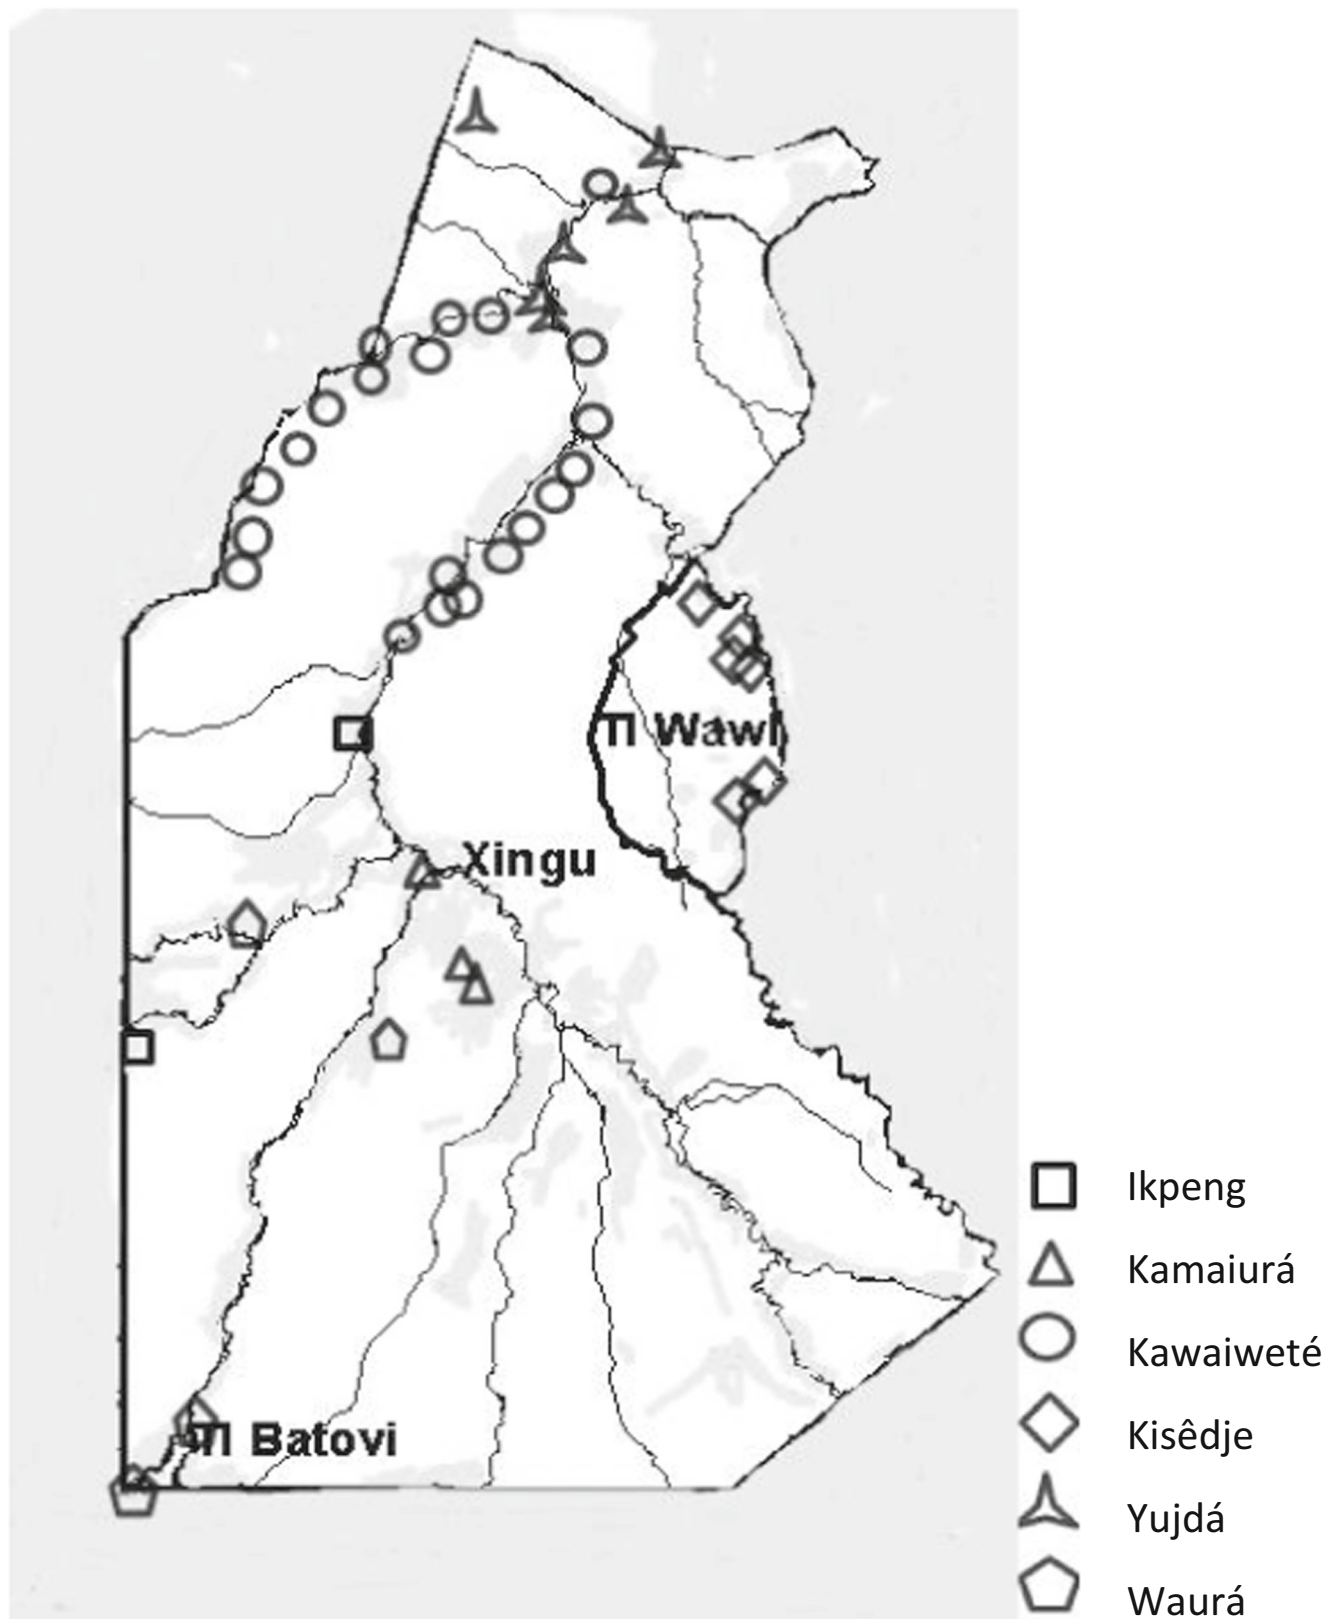 TI Wawi
Xingu
TI Batovi
Ikpeng
Kamaiurá
Kawaiweté
Kisêdje
Yujdá
Waurá